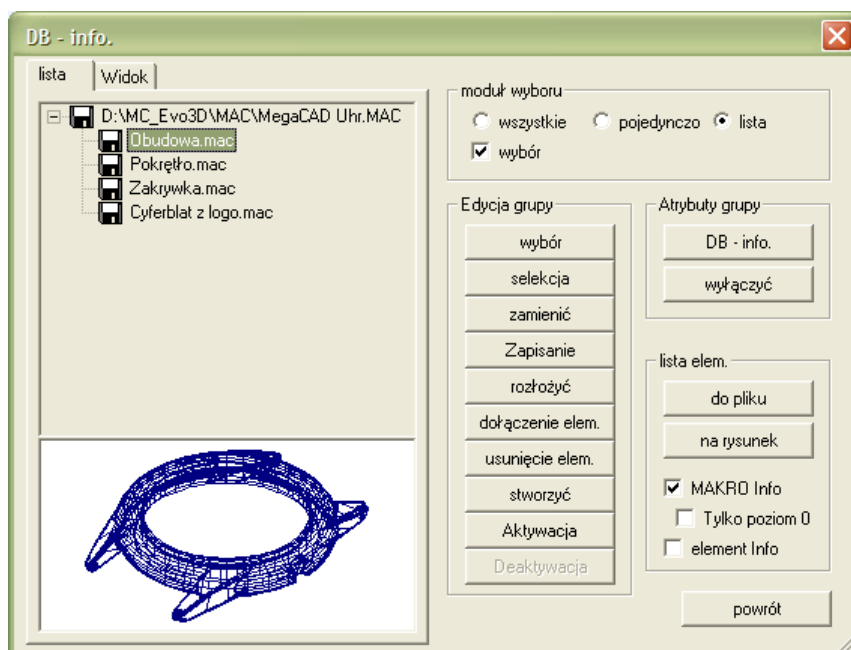 DB - info.
lista
Widok
D:\MC_Evo3D\MAC\MegaCAD Uhr.MAC
Obudowa.mac
Pokrętło.mac
Zakrywka.mac
Cyferblat z logo.mac
moduł wyboru
wszystkie
pojedynczo
lista
wybór
Edycja grupy
wybór
selekcja
zamienić
Zapisanie
rozłożyć
dołączenie elem.
usunięcie elem.
stworzyć
Aktywacja
Deaktywacja
Atrybuty grupy
DB - info.
wyłączyć
lista elem.
do pliku
na rysunek
MAKRO Info
Tylko poziom 0
element Info
powrót